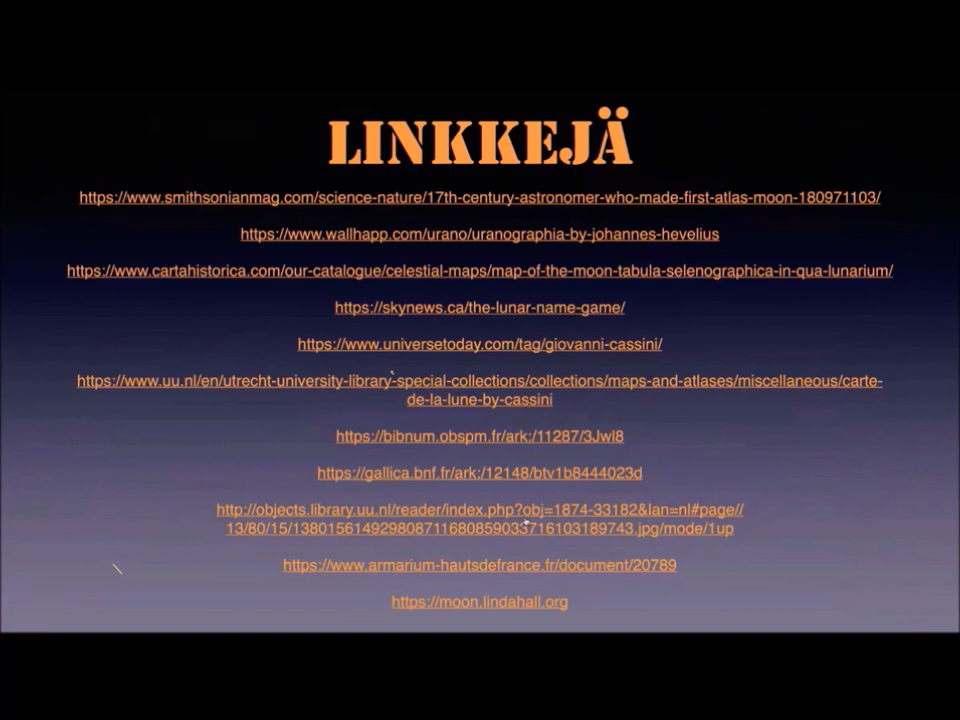 LINKKEJÄ
https://www.smithsonianmag.com/science-nature/17th-century-astronomer-who-made-first-atlas-moon-180971103/
https://www.wallhapp.com/urano/uranographia-by-johannes-hevelius
https://www.cartahistorica.com/our-catalogue/celestial-maps/map-of-the-moon-tabula-selenographica-in-qua-lunarium/
https://skynews.ca/the-lunar-name-game/
https://www.universetoday.com/tag/giovanni-cassini/
https://www.uu.nl/en/utrecht-university-library-special-collections/collections/maps-and-atlases/miscellaneous/carte-
de-la-lune-by-cassini
https://bibnum.obspm.fr/ark:/11287/3Jwl8
https://gallica.bnf.fr/ark:/12148/btv1b8444023d
http://objects.library.uu.nl/reader/index.php?obj=1874-33182&lan=nl#page//
13/80/15/138015614929808711680859033716103189743.jpg/mode/1up
https://www.armarium-hautsdefrance.fr/document/20789
https://moon.lindahall.org